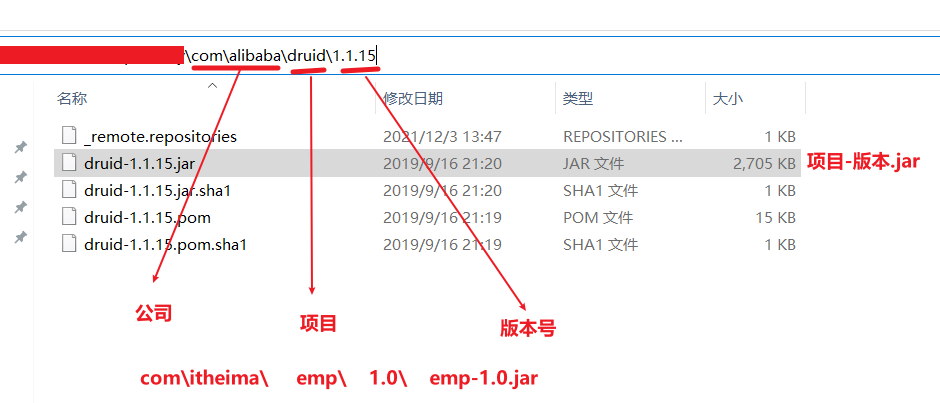 \com\alibaba\druid\1.1.15
名称 修改日期 类型 大小
_remote.repositories 2021/12/3 13:47 REPOSITORIES ... 1 KB
druid-1.1.15.jar 2019/9/16 21:20 JAR 文件 2,705 KB 项目-版本.jar
druid-1.1.15.jar.sha1 2019/9/16 21:20 SHA1 文件 1 KB
druid-1.1.15.pom 2019/9/16 21:19 POM 文件 15 KB
druid-1.1.15.pom.sha1 2019/9/16 21:19 SHA1 文件 1 KB
公司 项目 版本号
com\itheima\ emp\ 1.0\ emp-1.0.jar